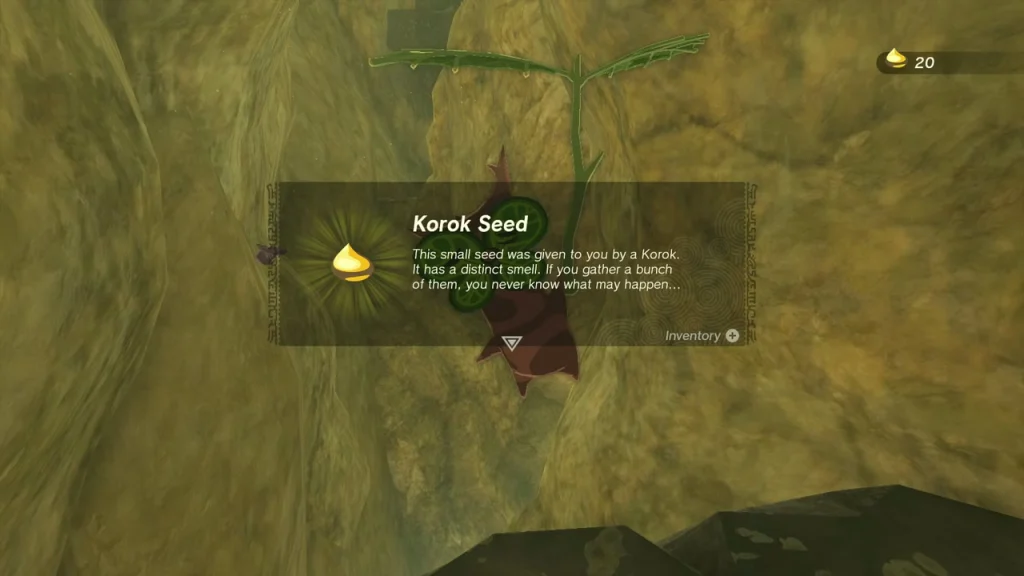 20
Korok Seed
This small seed was given to you by a Korok.
It has a distinct smell. If you gather a bunch
of them, you never know what may happen...
Inventory